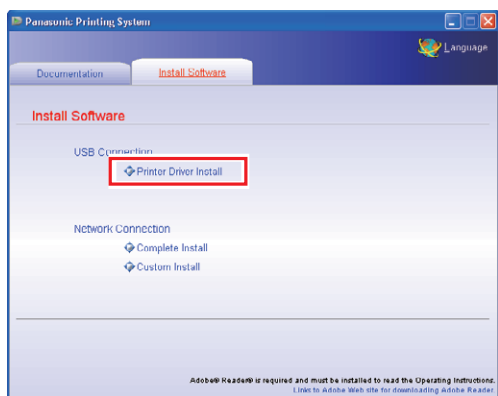 Panasonic Printing System
Language
Documentation
Install Software
Install Software
USB Connection
Printer Driver Install
Network Connection
Complete Install
Custom Install
Adobe® Reader® is required and must be installed to read the Operating Instructions.
Links to Adobe Web site for downloading Adobe Reader.